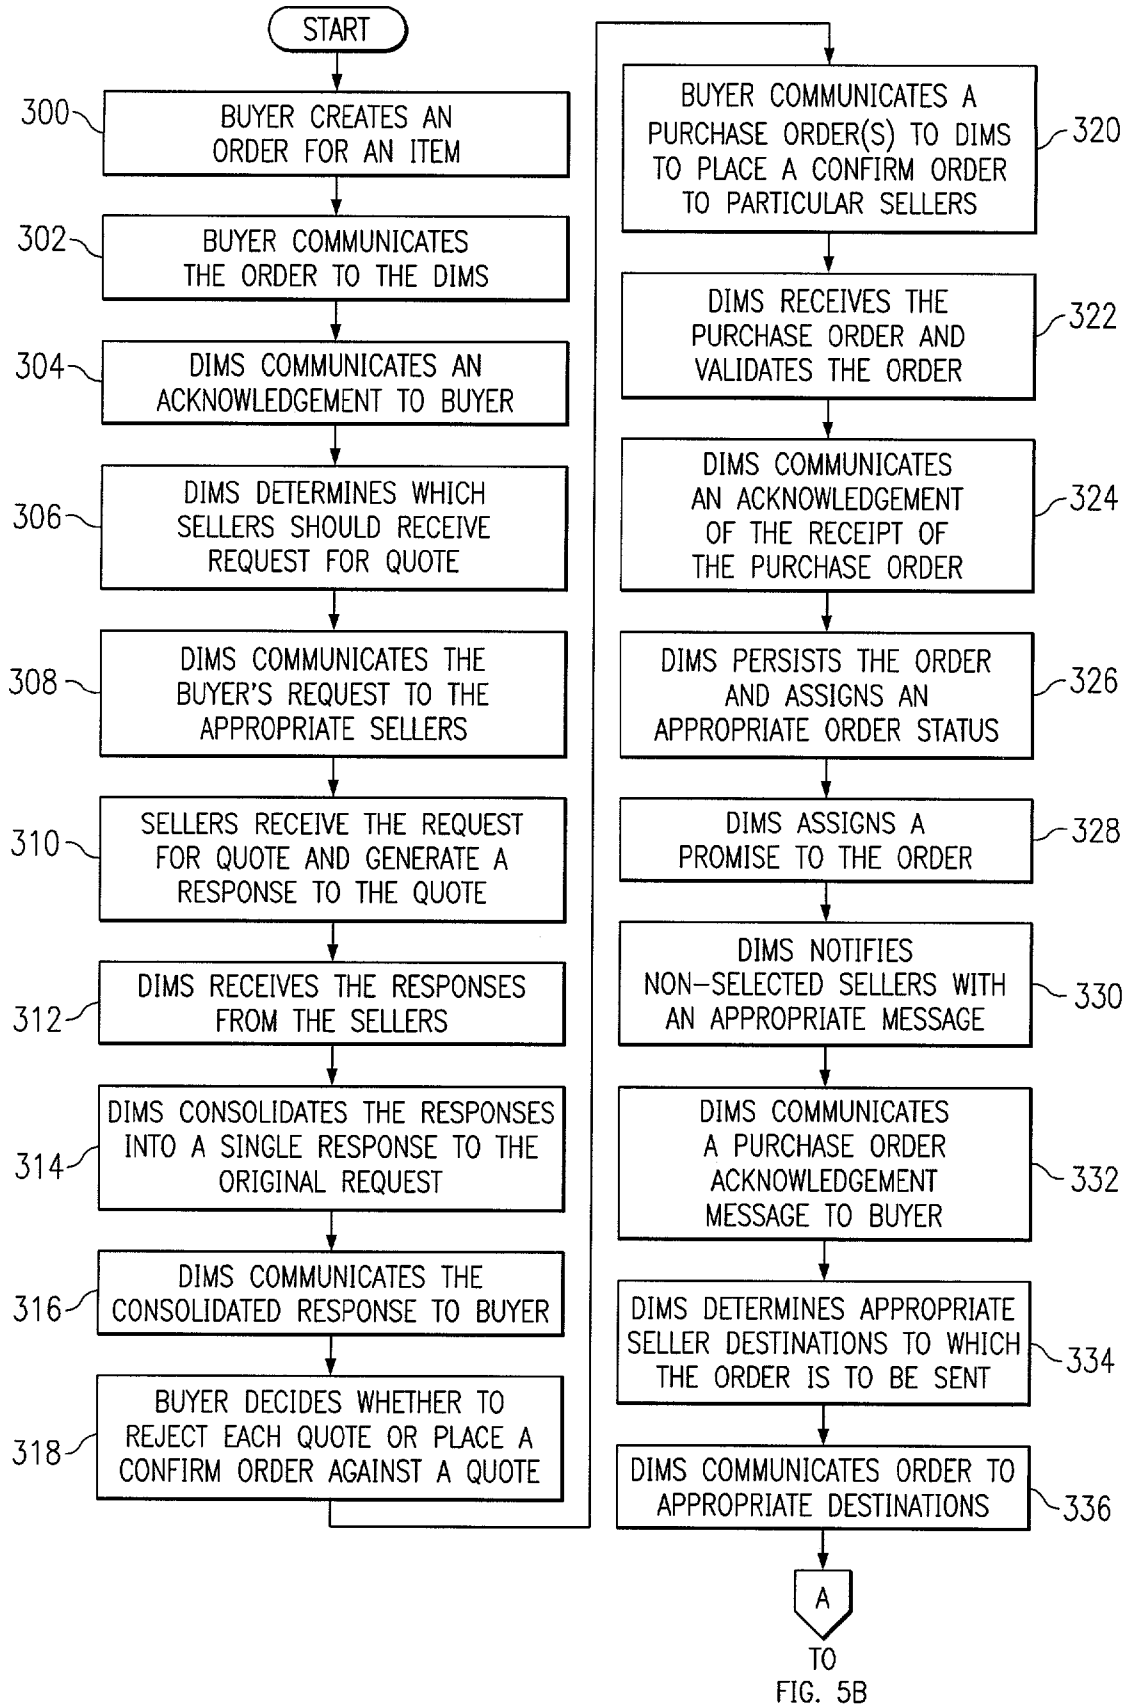 START
300
BUYER CREATES AN
ORDER FOR AN ITEM
302
BUYER COMMUNICATES
THE ORDER TO THE DIMS
304
DIMS COMMUNICATES AN
ACKNOWLEDGEMENT TO BUYER
306
DIMS DETERMINES WHICH
SELLERS SHOULD RECEIVE
REQUEST FOR QUOTE
308
DIMS COMMUNICATES THE
BUYER'S REQUEST TO THE
APPROPRIATE SELLERS
310
SELLERS RECEIVE THE REQUEST
FOR QUOTE AND GENERATE A
RESPONSE TO THE QUOTE
312
DIMS RECEIVES THE RESPONSES
FROM THE SELLERS
314
DIMS CONSOLIDATES THE RESPONSES
INTO A SINGLE RESPONSE TO THE
ORIGINAL REQUEST
316
DIMS COMMUNICATES THE
CONSOLIDATED RESPONSE TO BUYER
318
BUYER DECIDES WHETHER TO
REJECT EACH QUOTE OR PLACE A
CONFIRM ORDER AGAINST A QUOTE
BUYER COMMUNICATES A
PURCHASE ORDER(S) TO DIMS
TO PLACE A CONFIRM ORDER
TO PARTICULAR SELLERS
320
DIMS RECEIVES THE
PURCHASE ORDER AND
VALIDATES THE ORDER
322
DIMS COMMUNICATES
AN ACKNOWLEDGEMENT
OF THE RECEIPT OF
THE PURCHASE ORDER
324
DIMS PERSISTS THE ORDER
AND ASSIGNS AN
APPROPRIATE ORDER STATUS
326
DIMS ASSIGNS A
PROMISE TO THE ORDER
328
DIMS NOTIFIES
NON-SELECTED SELLERS WITH
AN APPROPRIATE MESSAGE
330
DIMS COMMUNICATES
A PURCHASE ORDER
ACKNOWLEDGEMENT
MESSAGE TO BUYER
332
DIMS DETERMINES APPROPRIATE
SELLER DESTINATIONS TO WHICH
THE ORDER IS TO BE SENT
334
DIMS COMMUNICATES ORDER TO
APPROPRIATE DESTINATIONS
336
A
TO
FIG. 5B